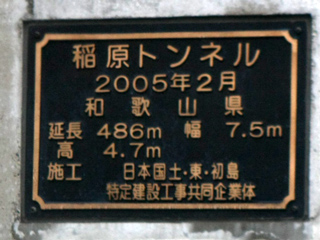 稲原トンネル
2005年2月
和歌山県
延長 486m 幅 7.5m
高 4.7m
施工 日本国土・東・初島
特定建設工事共同企業体